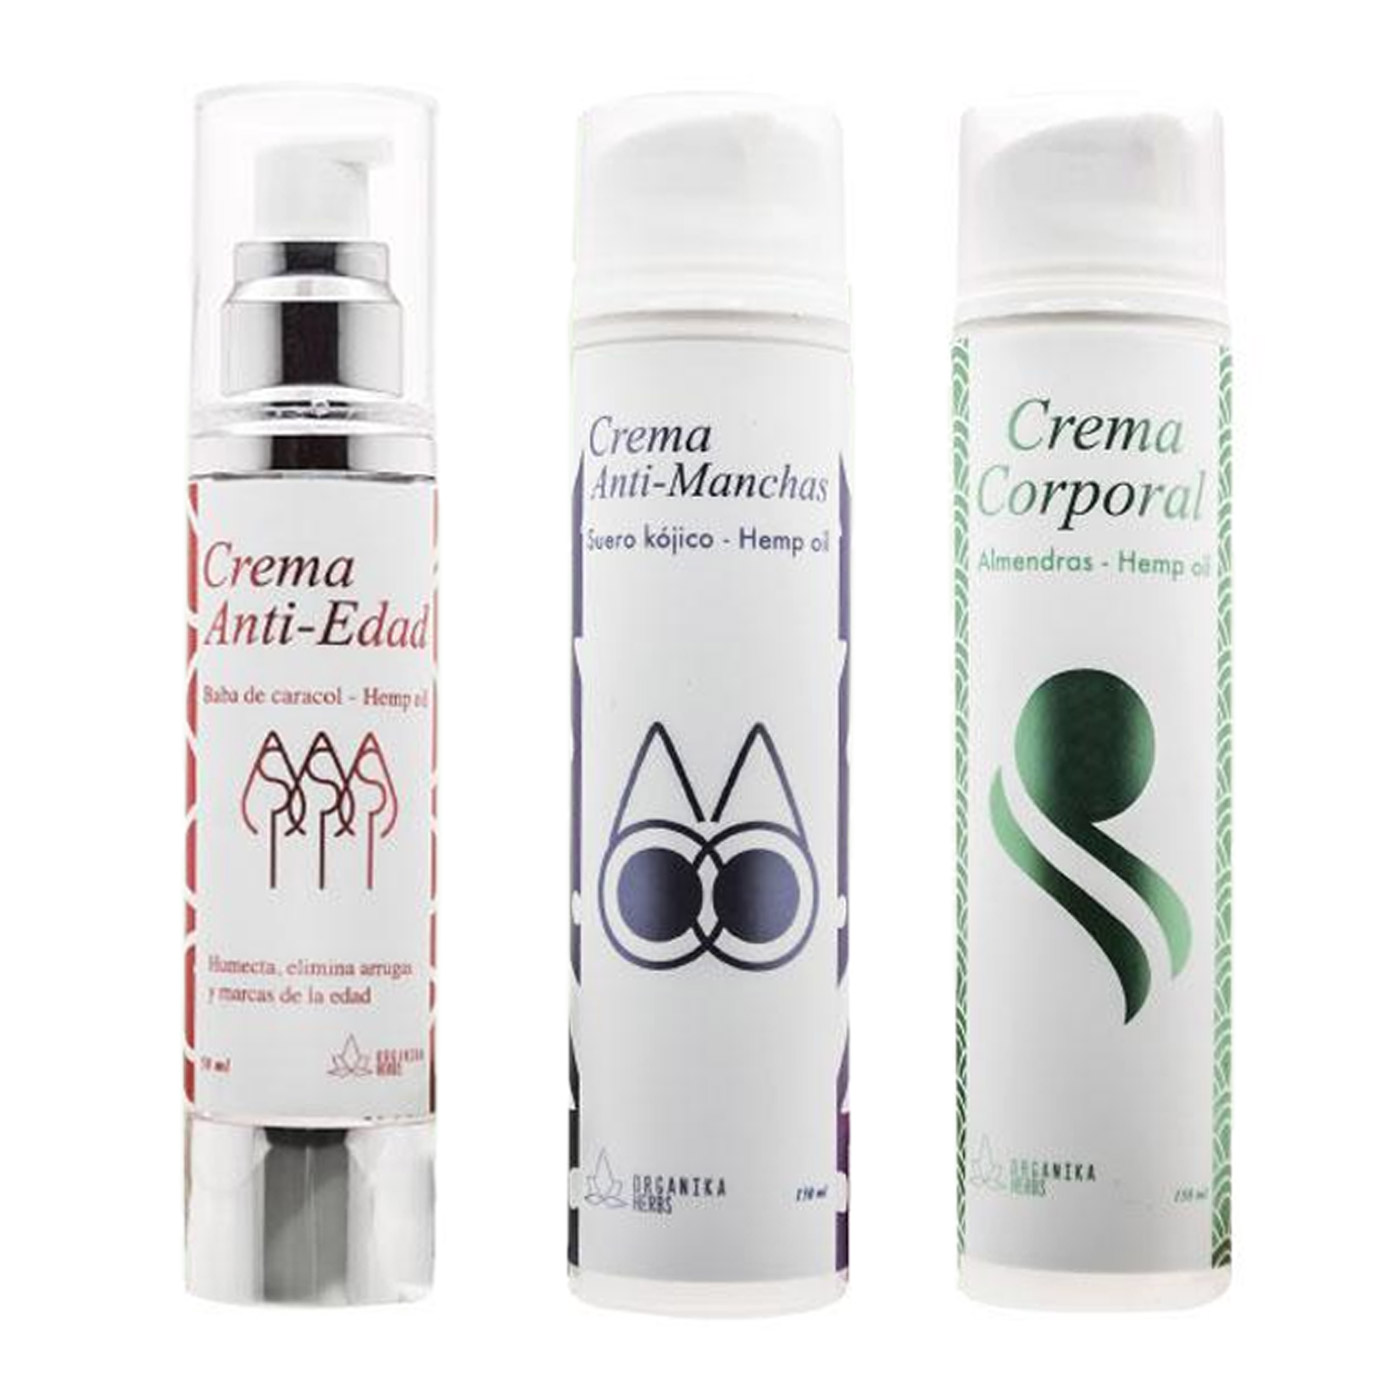 Crema
Anti-Edad
Baba de caracol - Hemp oil
Humecta, elimina arrugas
y marcas de la edad
50 ml
ORGANIKA
HERBS
Crema
Anti-Manchas
Suero kójico - Hemp oil
ORGANIKA
HERBS
150 ml
Crema
Corporal
Almendras - Hemp oil
ORGANIKA
HERBS
150 ml